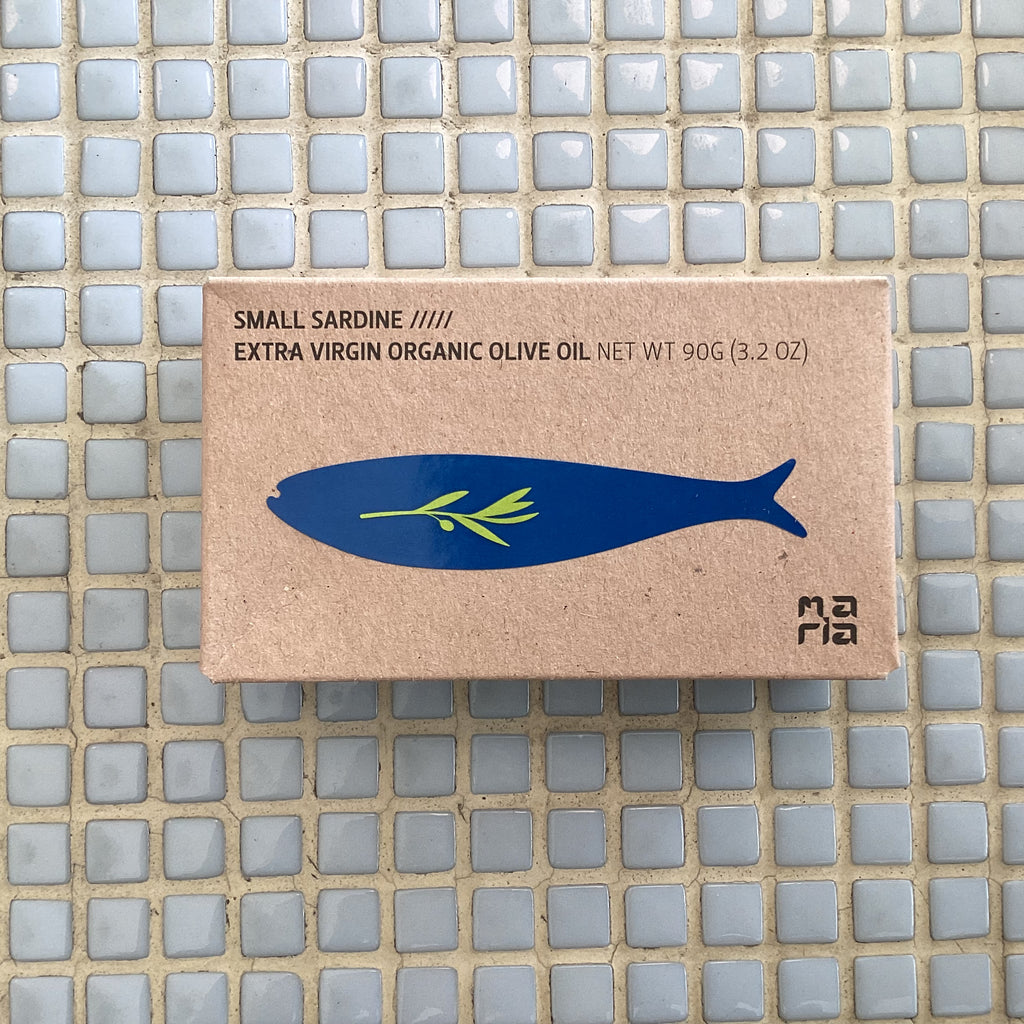 SMALL SARDINE /////
EXTRA VIRGIN ORGANIC OLIVE OIL NET WT 90G (3.2 OZ)
ma
ria